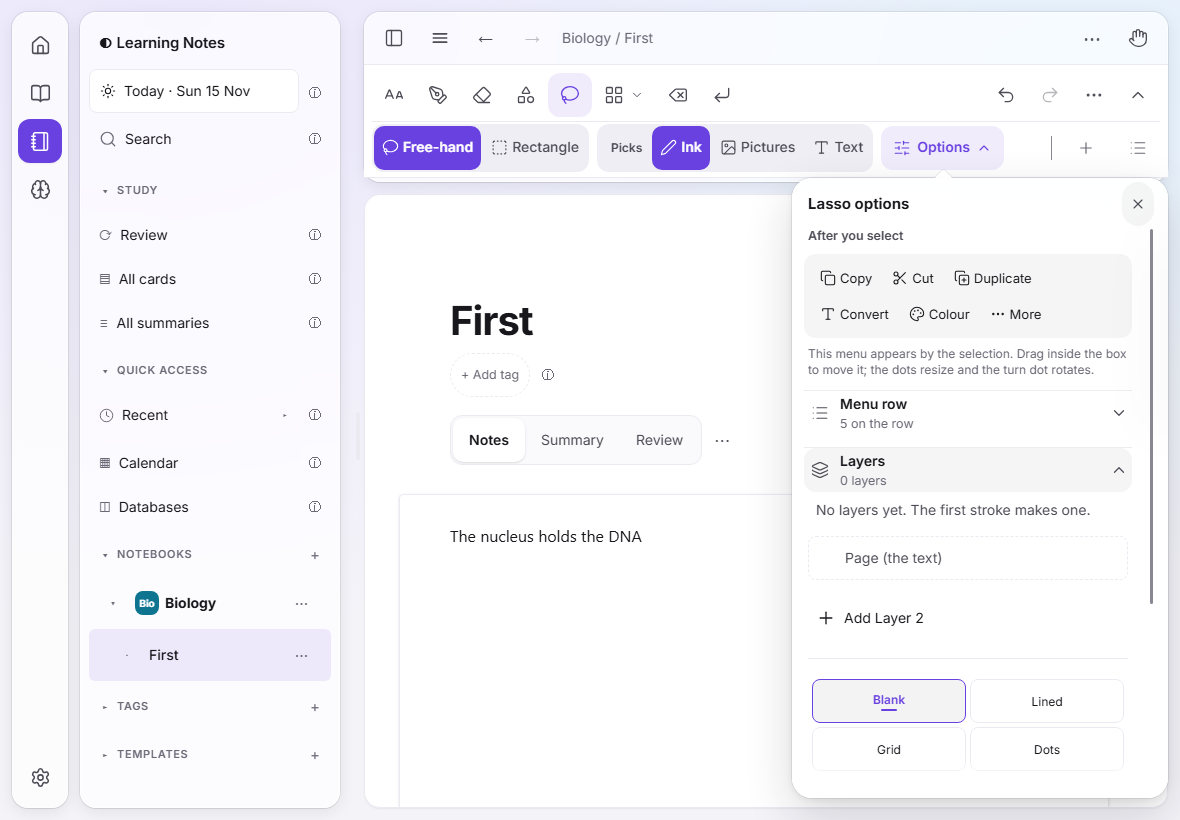 Learning Notes
Today · Sun 15 Nov
Search
STUDY
Review
All cards
All summaries
QUICK ACCESS
Recent
Calendar
Databases
NOTEBOOKS
Bio Biology
First
TAGS
TEMPLATES
Biology / First
AA
Free-hand Rectangle Picks Ink Pictures Text Options
First
+ Add tag
Notes Summary Review
The nucleus holds the DNA
Lasso options
After you select
Copy Cut Duplicate
Convert Colour More
This menu appears by the selection. Drag inside the box
to move it; the dots resize and the turn dot rotates.
Menu row
5 on the row
Layers
0 layers
No layers yet. The first stroke makes one.
Page (the text)
Add Layer 2
Blank Lined
Grid Dots